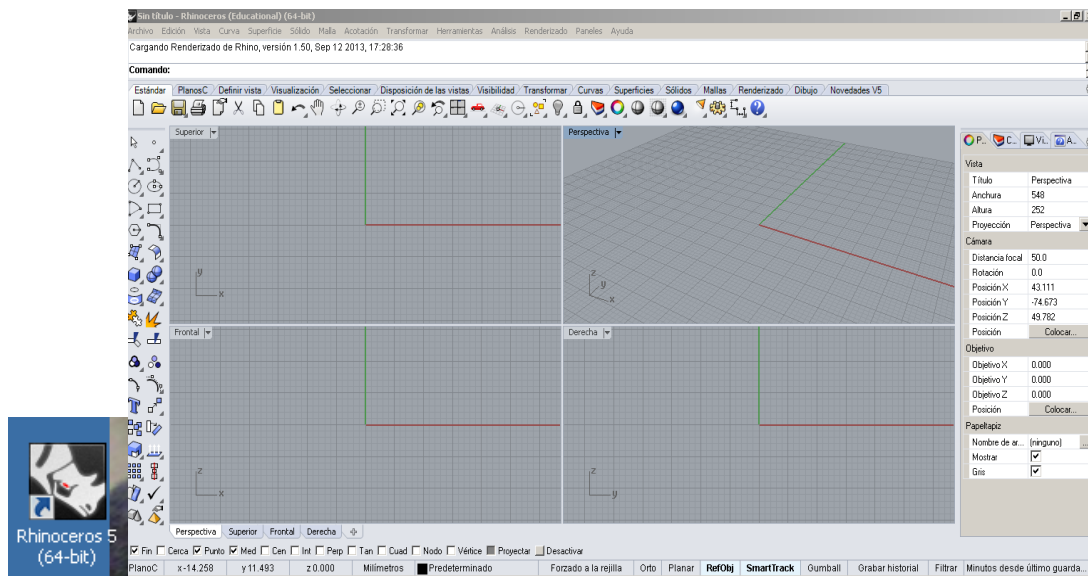 Sin título - Rhinoceros (Educational) (64-bit)
Archivo Edición Vista Curva Superficie Sólido Malla Acotación Transformar Herramientas Análisis Renderizado Paneles Ayuda
Cargando Renderizado de Rhino, versión 1.50, Sep 12 2013, 17:28:36
Comando:
Estándar PlanosC Definir vista Visualización Seleccionar Disposición de las vistas Visibilidad Transformar Curvas Superficies Sólidos Mallas Renderizado Dibujo Novedades V5
Superior
Perspectiva
P... C... Vi... A...
Vista
Título Perspectiva
Anchura 548
Altura 252
Proyección Perspectiva
Cámara
Distancia focal 50.0
Rotación 0.0
Posición X 43.111
Posición Y -74.673
Posición Z 49.782
Posición Colocar...
Objetivo
Objetivo X 0.000
Objetivo Y 0.000
Objetivo Z 0.000
Posición Colocar...
Papeltapiz
Nombre de ar... (ninguno) ...
Mostrar
Gris
y
x
z
y
x
Frontal
Derecha
z
x
z
y
Perspectiva Superior Frontal Derecha
Fin Cerca Punto Med Cen Int Perp Tan Cuad Nodo Vértice Proyectar Desactivar
PlanoC x -14.258 y 11.493 z 0.000 Milímetros Predeterminado Forzado a la rejilla Orto Planar RefObj SmartTrack Gumball Grabar historial Filtrar Minutos desde último guarda...
Rhinoceros 5
(64-bit)